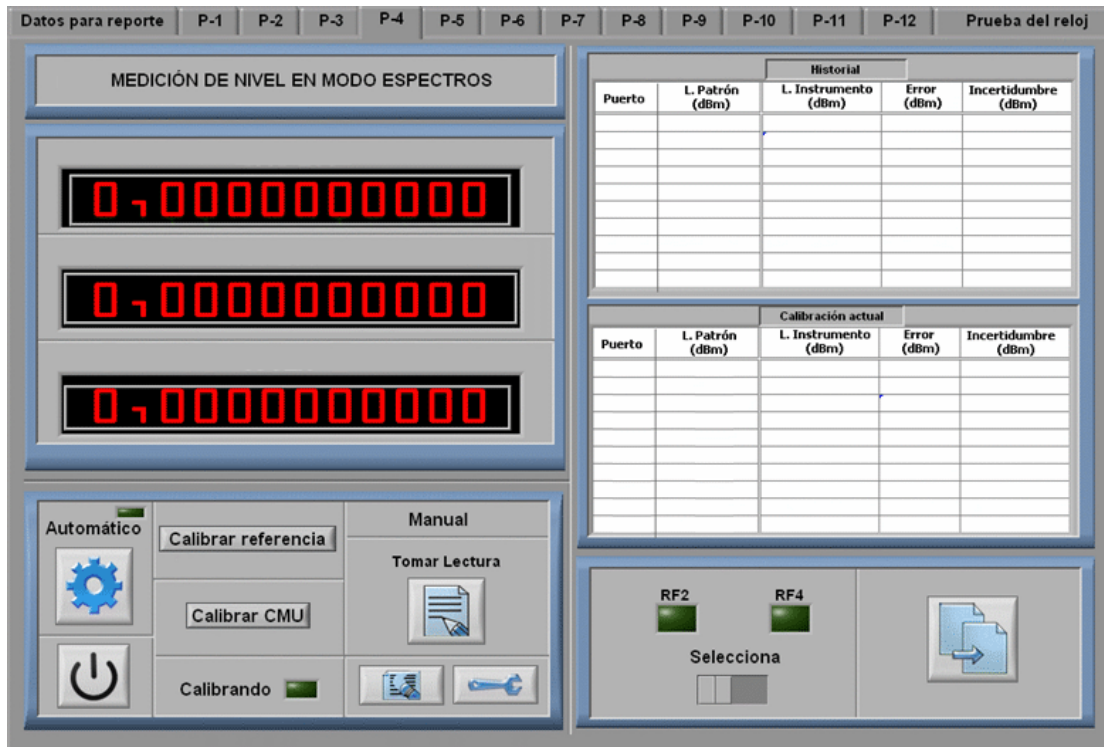 Datos para reporte P-1 P-2 P-3 P-4 P-5 P-6 P-7 P-8 P-9 P-10 P-11 P-12 Prueba del reloj
MEDICIÓN DE NIVEL EN MODO ESPECTROS
0,0000000000
0,0000000000
0,0000000000
Automático
Calibrar referencia
Calibrar CMU
Calibrando
Manual
Tomar Lectura
Historial
Puerto L. Patrón (dBm) L. Instrumento (dBm) Error (dBm) Incertidumbre (dBm)
Calibración actual
Puerto L. Patrón (dBm) L. Instrumento (dBm) Error (dBm) Incertidumbre (dBm)
RF2 RF4
Selecciona